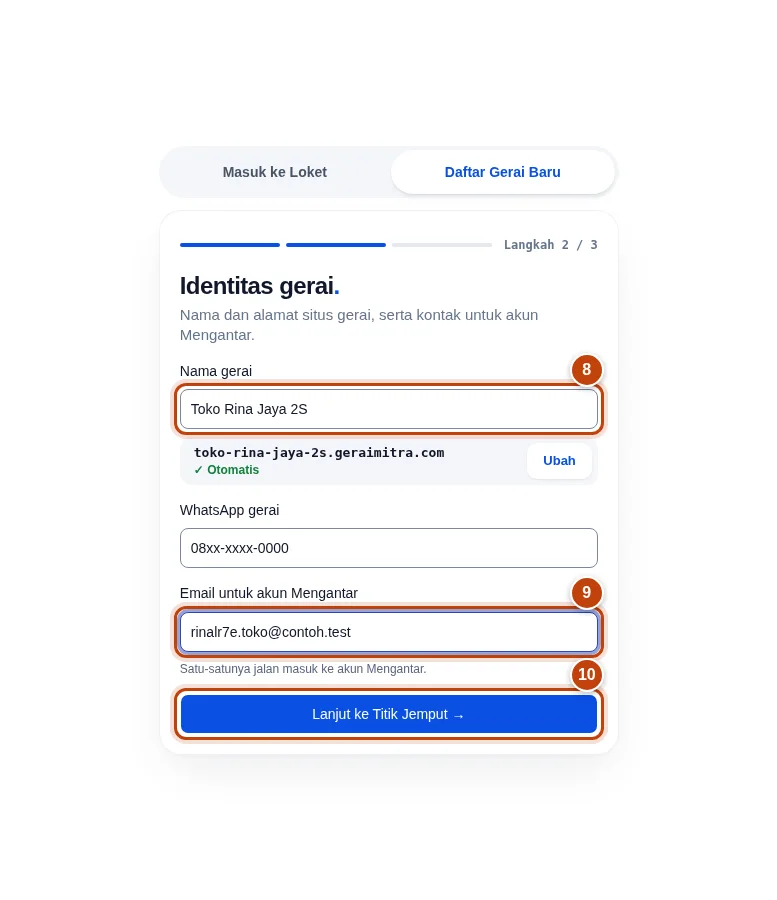 Masuk ke Loket
Daftar Gerai Baru
Langkah 2 / 3
Identitas gerai.
Nama dan alamat situs gerai, serta kontak untuk akun
Mengantar.
Nama gerai
8
Toko Rina Jaya 2S
toko-rina-jaya-2s.geraimitra.com
✓ Otomatis
Ubah
WhatsApp gerai
08xx-xxxx-0000
Email untuk akun Mengantar
9
rinalr7e.toko@contoh.test
Satu-satunya jalan masuk ke akun Mengantar.
10
Lanjut ke Titik Jemput →